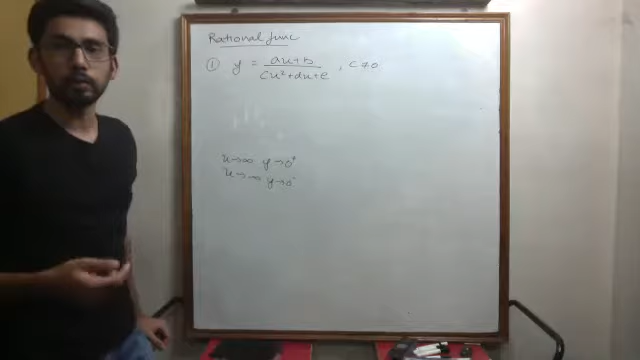 Rational func
① y = ax+b / cx²+dx+e , c≠0
x→∞ y→0⁺
x→-∞ y→0⁻